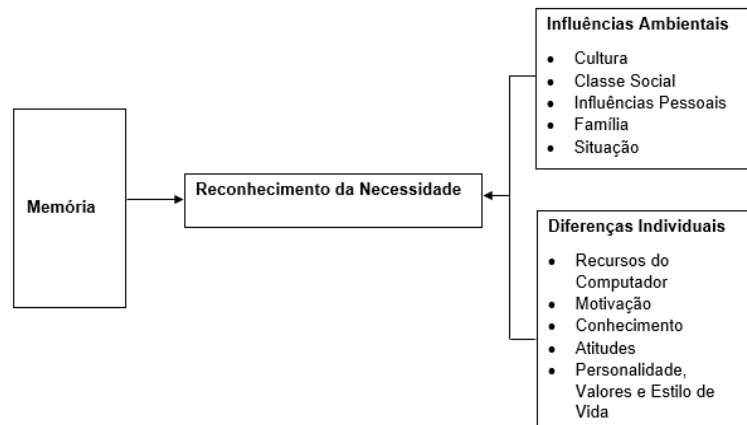 Memória
Reconhecimento da Necessidade
Influências Ambientais
• Cultura
• Classe Social
• Influências Pessoais
• Família
• Situação
Diferenças Individuais
• Recursos do
Computador
• Motivação
• Conhecimento
• Atitudes
• Personalidade,
Valores e Estilo de
Vida